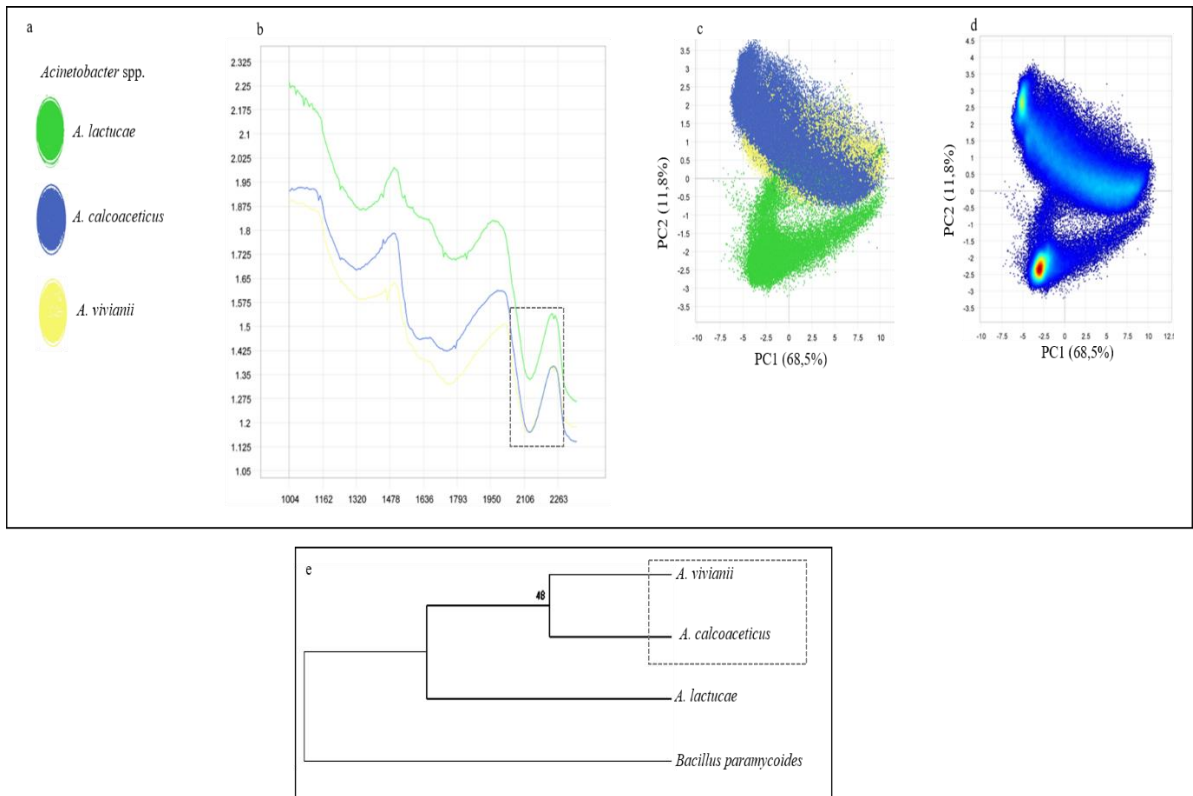 a
Acinetobacter spp.
A. lactucae
A. calcoaceticus
A. vivianii
b
2.325
2.25
2.175
2.1
2.025
1.95
1.875
1.8
1.725
1.65
1.575
1.5
1.425
1.35
1.275
1.2
1.125
1.05
1004 1162 1320 1478 1636 1793 1950 2106 2263
c
PC2 (11,8%)
3.5
3
2.5
2
1.5
1
0.5
0
-0.5
-1
-1.5
-2
-2.5
-3
-3.5
-10 -7.5 -5 -2.5 0 2.5 5 7.5 10
PC1 (68,5%)
d
PC2 (11,8%)
4.5
4
3.5
3
2.5
2
1.5
1
0.5
0
-0.5
-1
-1.5
-2
-2.5
-3
-3.5
-10 -7.5 -5 -2.5 0 2.5 5 7.5 10 12.5
PC1 (68,5%)
e
48
A. vivianii
A. calcoaceticus
A. lactucae
Bacillus paramycoides